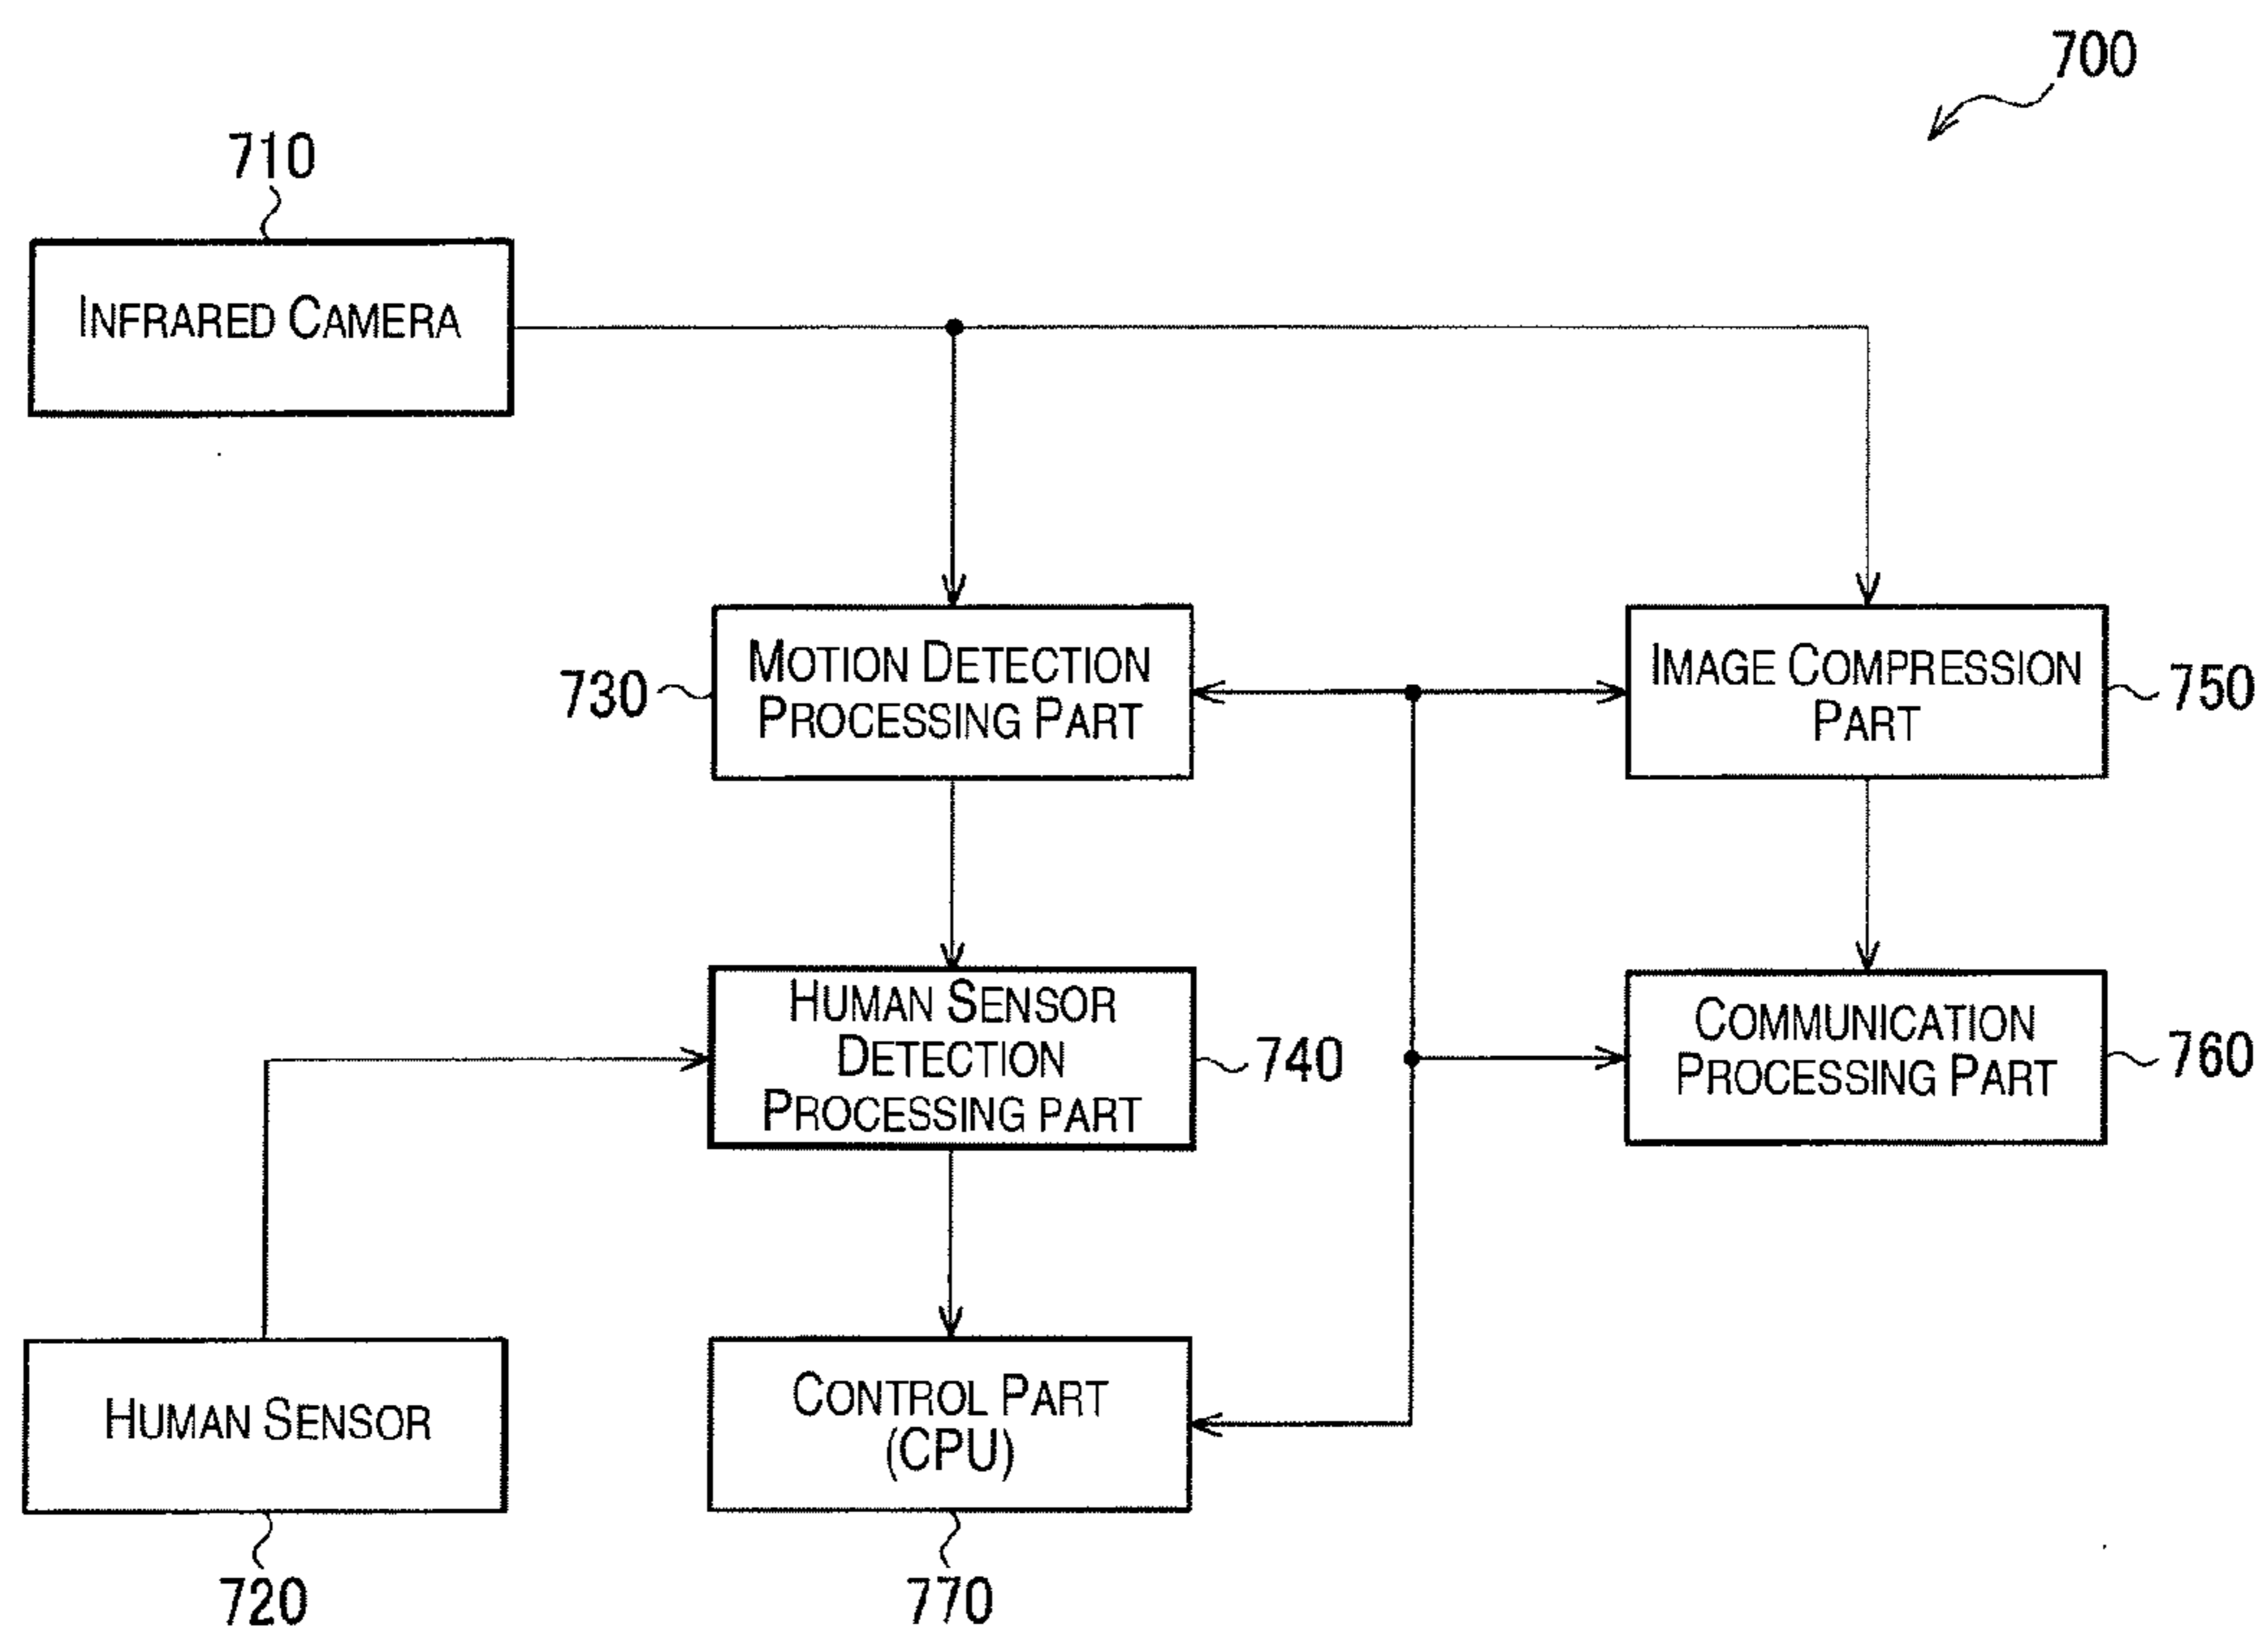 700
710
INFRARED CAMERA
730
MOTION DETECTION
PROCESSING PART
IMAGE COMPRESSION
PART
750
HUMAN SENSOR
DETECTION
PROCESSING PART
740
COMMUNICATION
PROCESSING PART
760
HUMAN SENSOR
720
CONTROL PART
(CPU)
770